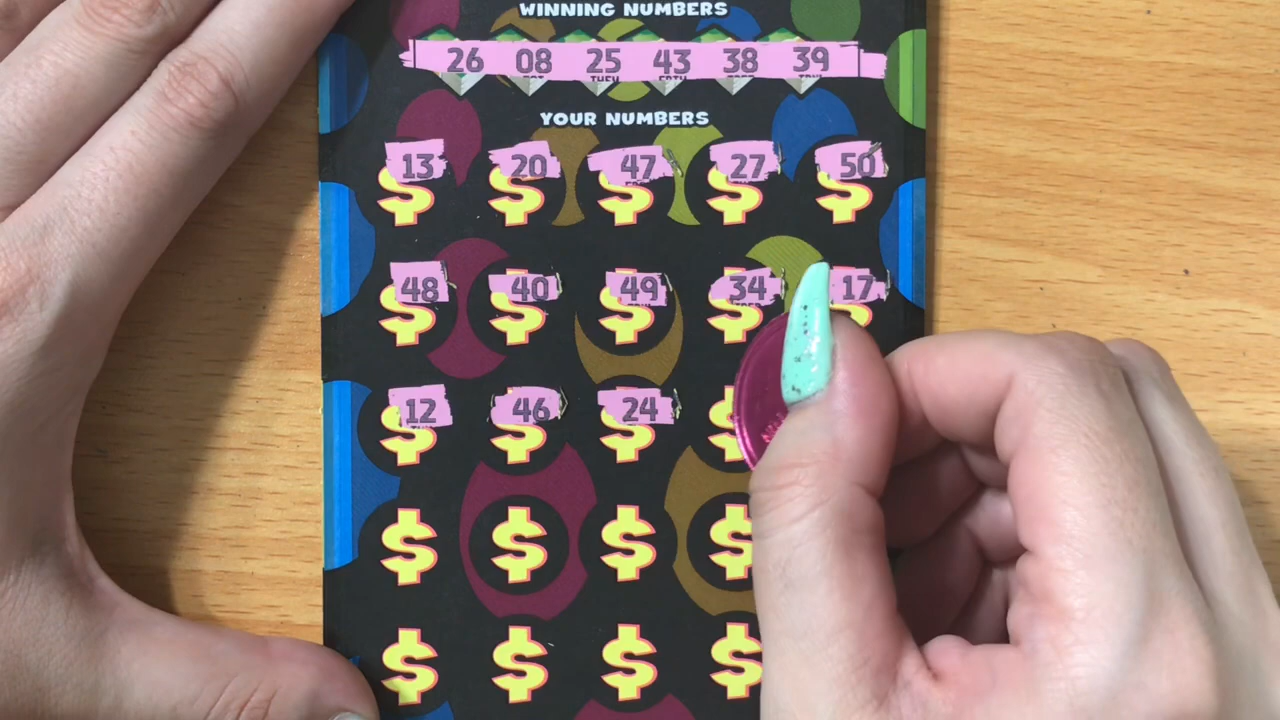 WINNING NUMBERS
26 08 25 43 38 39
YOUR NUMBERS
13 20 47 27 50
$ $ $ $ $
48 40 49 34 17
$ $ $ $ $
12 46 24
$ $ $ $
$ $ $ $
$ $ $ $